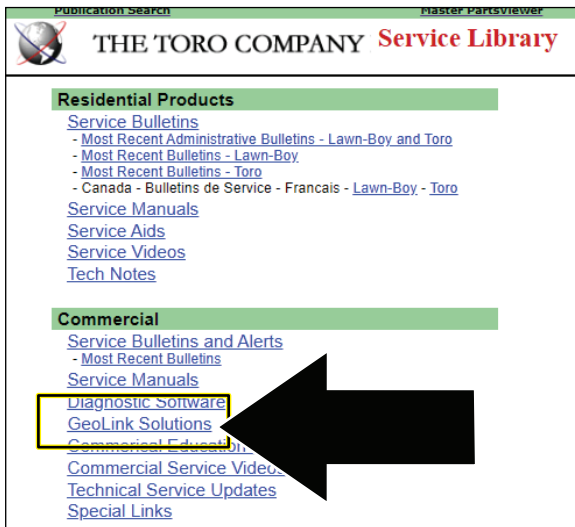 Publication Search Master PartsViewer
THE TORO COMPANY Service Library
Residential Products
Service Bulletins
- Most Recent Administrative Bulletins - Lawn-Boy and Toro
- Most Recent Bulletins - Lawn-Boy
- Most Recent Bulletins - Toro
- Canada - Bulletins de Service - Francais - Lawn-Boy - Toro
Service Manuals
Service Aids
Service Videos
Tech Notes
Commercial
Service Bulletins and Alerts
- Most Recent Bulletins
Service Manuals
Diagnostic Software
GeoLink Solutions
Commerical Education
Commercial Service Videos
Technical Service Updates
Special Links